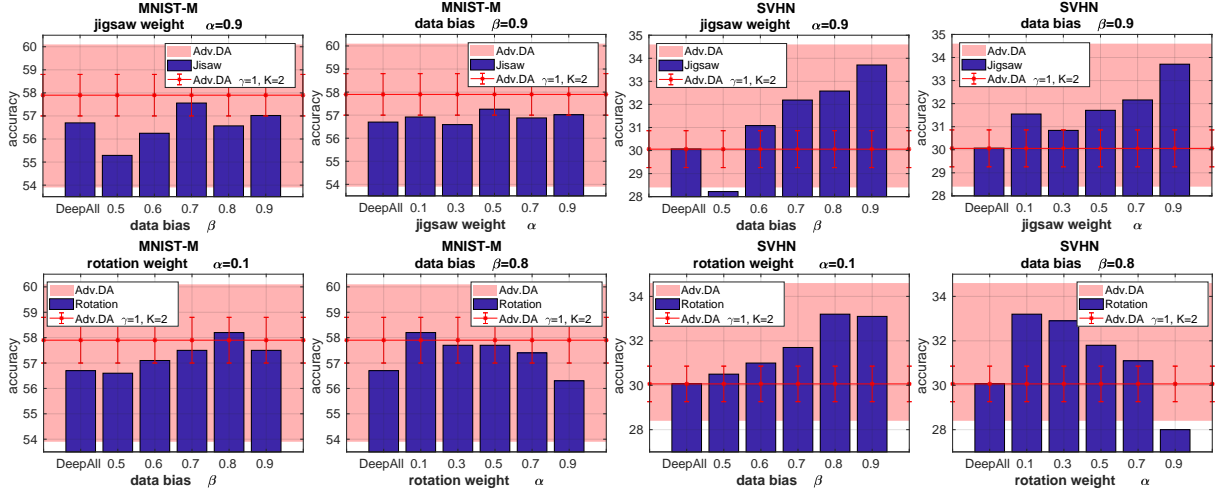 MNIST-M
jigsaw weight α=0.9
60
59
58
57
56
55
54
accuracy
Adv.DA
Jisaw
Adv.DA γ=1, K=2
DeepAll 0.5 0.6 0.7 0.8 0.9
data bias β
MNIST-M
data bias β=0.9
60
59
58
57
56
55
54
accuracy
Adv.DA
Jigsaw
Adv.DA γ=1, K=2
DeepAll 0.1 0.3 0.5 0.7 0.9
jigsaw weight α
SVHN
jigsaw weight α=0.9
35
34
33
32
31
30
29
28
accuracy
Adv.DA
Jigsaw
Adv.DA γ=1, K=2
DeepAll 0.5 0.6 0.7 0.8 0.9
data bias β
SVHN
data bias β=0.9
35
34
33
32
31
30
29
28
accuracy
Adv.DA
Jigsaw
Adv.DA γ=1, K=2
DeepAll 0.1 0.3 0.5 0.7 0.9
jigsaw weight α
MNIST-M
rotation weight α=0.1
60
59
58
57
56
55
54
accuracy
Adv.DA
Rotation
Adv.DA γ=1, K=2
DeepAll 0.5 0.6 0.7 0.8 0.9
data bias β
MNIST-M
data bias β=0.8
60
59
58
57
56
55
54
accuracy
Adv.DA
Rotation
Adv.DA γ=1, K=2
DeepAll 0.1 0.3 0.5 0.7 0.9
rotation weight α
SVHN
rotation weight α=0.1
34
32
30
28
accuracy
Adv.DA
Rotation
Adv.DA γ=1, K=2
DeepAll 0.5 0.6 0.7 0.8 0.9
data bias β
SVHN
data bias β=0.8
34
32
30
28
accuracy
Adv.DA
Rotation
Adv.DA γ=1, K=2
DeepAll 0.1 0.3 0.5 0.7 0.9
rotation weight α